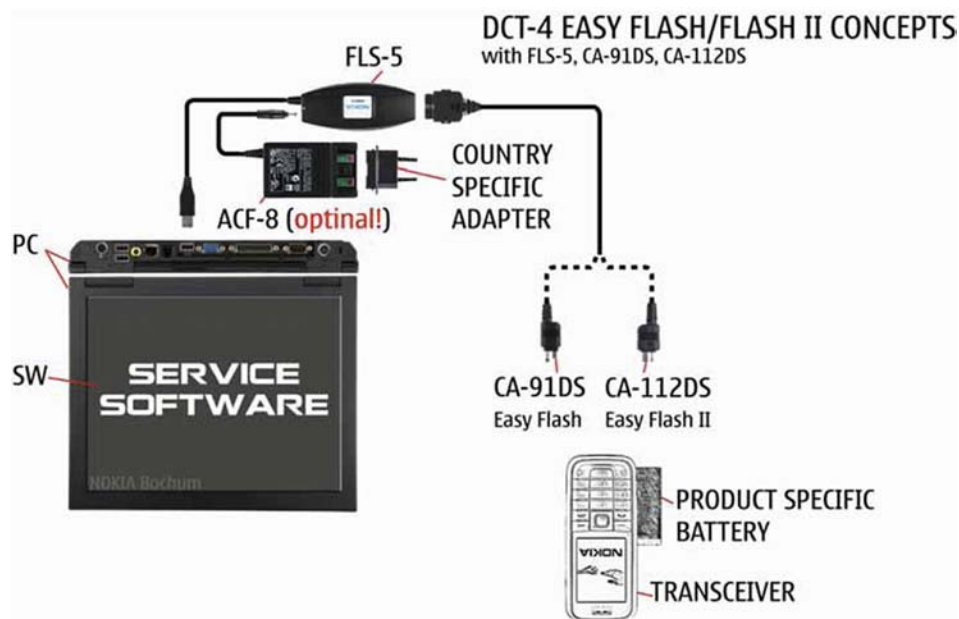 DCT-4 EASY FLASH/FLASH II CONCEPTS
with FLS-5, CA-91DS, CA-112DS
FLS-5
NOKIA
COUNTRY
SPECIFIC
ADAPTER
ACF-8 (optinal!)
PC
SW
SERVICE
SOFTWARE
NOKIA Bochum
CA-91DS
Easy Flash
CA-112DS
Easy Flash II
PRODUCT SPECIFIC
BATTERY
NOKIA
TRANSCEIVER